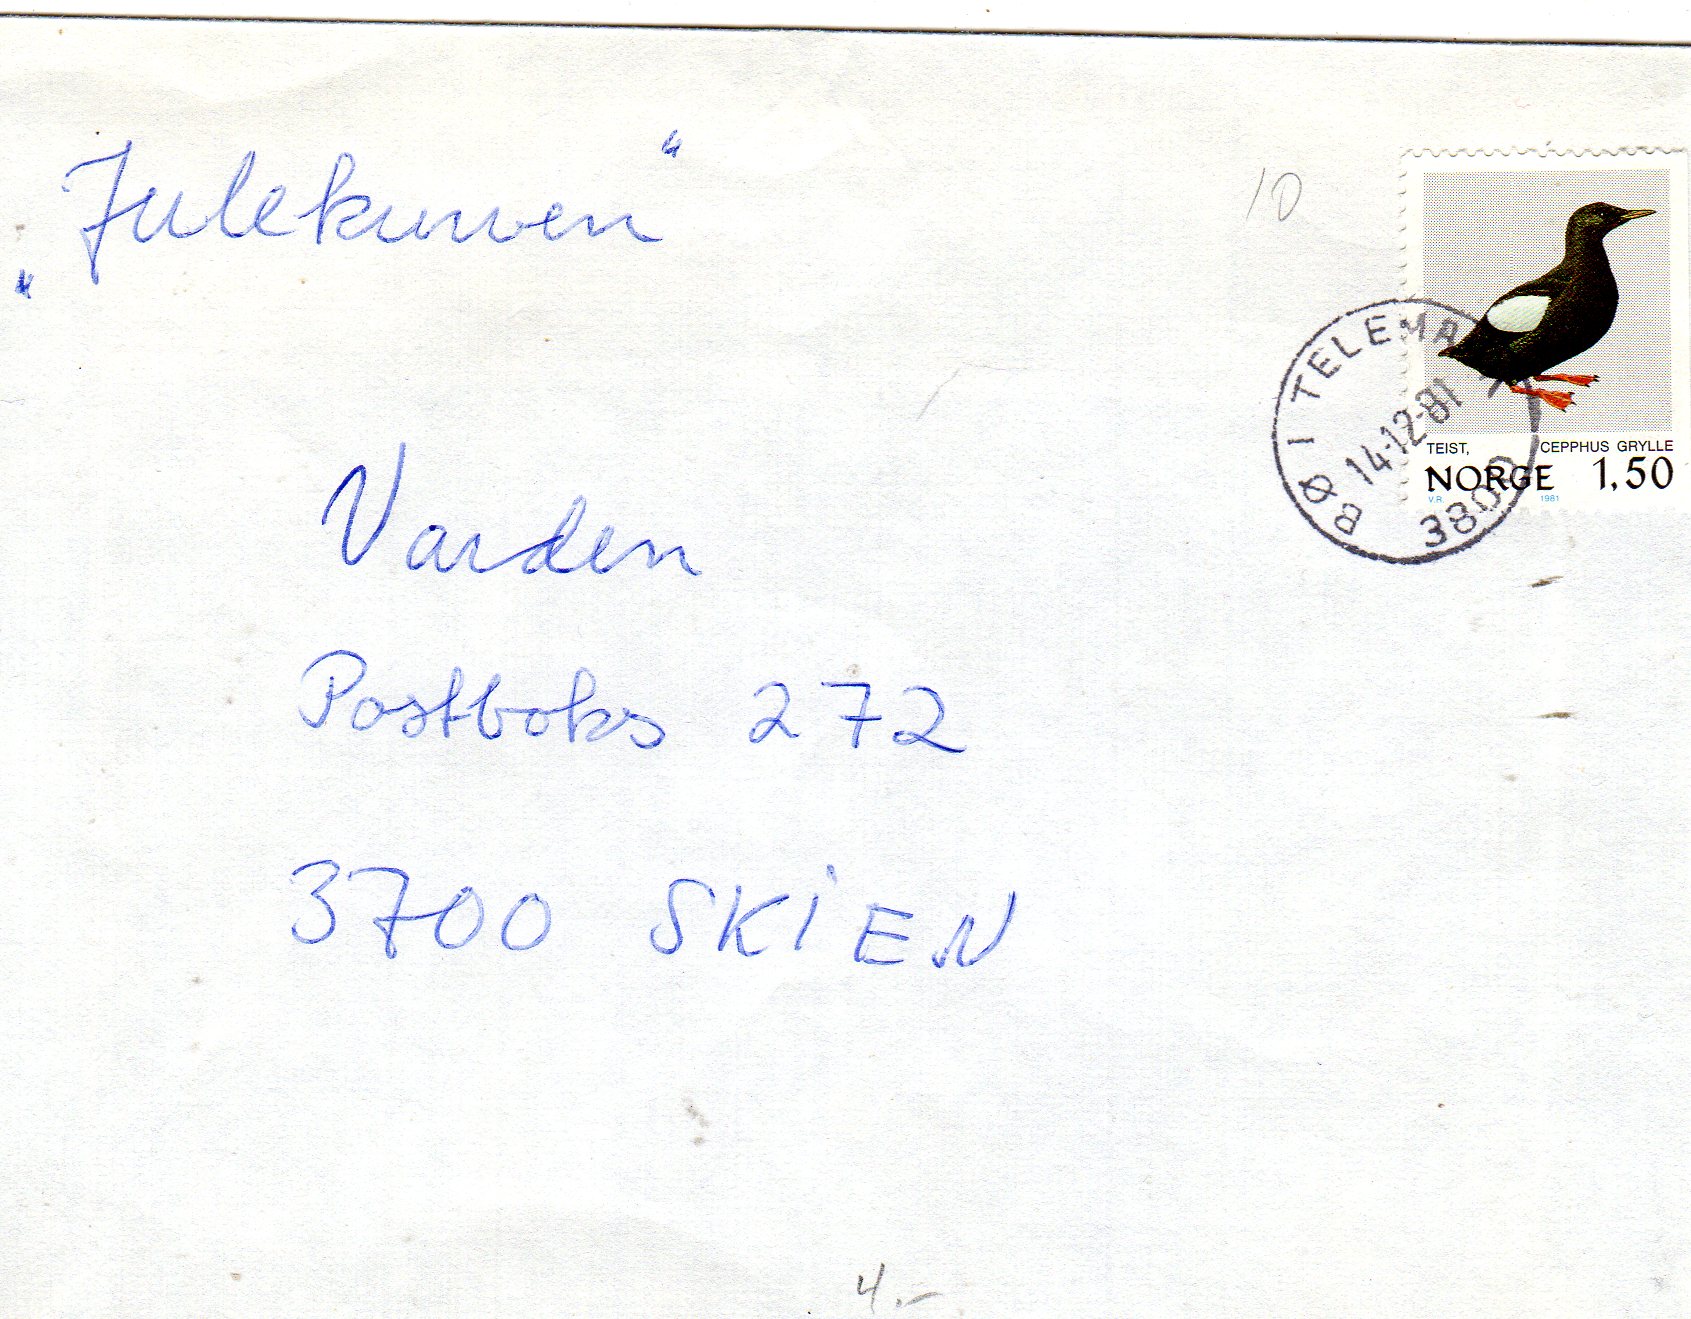 „Julekurven“
10
TEIST, CEPPHUS GRYLLE
NORGE 1,50
V.R. 1981
BØ I TELEMARK
14-12-81
3800
Varden
Postboks 272
3700 SKIEN
4.-